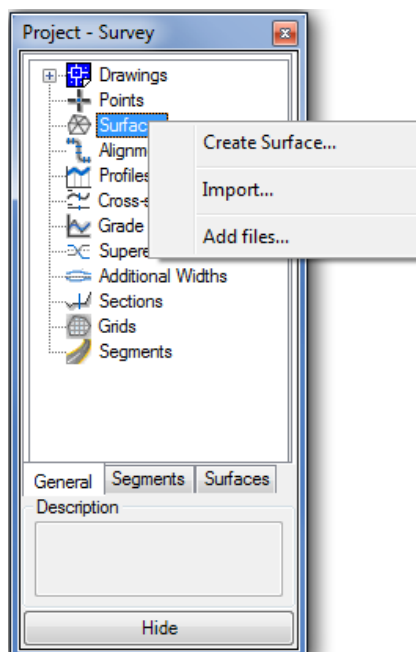 Project - Survey
Drawings
Points
Surfac
Create Surface...
Alignm
Profiles
Import...
Cross-s
Grade
Add files...
Supere
Additional Widths
Sections
Grids
Segments
General Segments Surfaces
Description
Hide